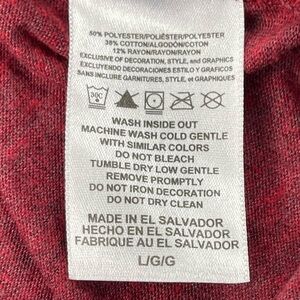 50% POLYESTER/POLIÉSTER/POLYESTER
38% COTTON/ALGODÓN/COTON
12% RAYON/RAYON/RAYON
EXCLUSIVE OF DECORATION, STYLE, and GRAPHICS
EXCLUYENDO DECORACIONES ESTILO Y GRAFICOS
SANS INCLURE GARNITURES, STYLE, et GRAPHIQUES
30C
WASH INSIDE OUT
MACHINE WASH COLD GENTLE
WITH SIMILAR COLORS
DO NOT BLEACH
TUMBLE DRY LOW GENTLE
REMOVE PROMPTLY
DO NOT IRON DECORATION
DO NOT DRY CLEAN
MADE IN EL SALVADOR
HECHO EN EL SALVADOR
FABRIQUE AU EL SALVADOR
L/G/G